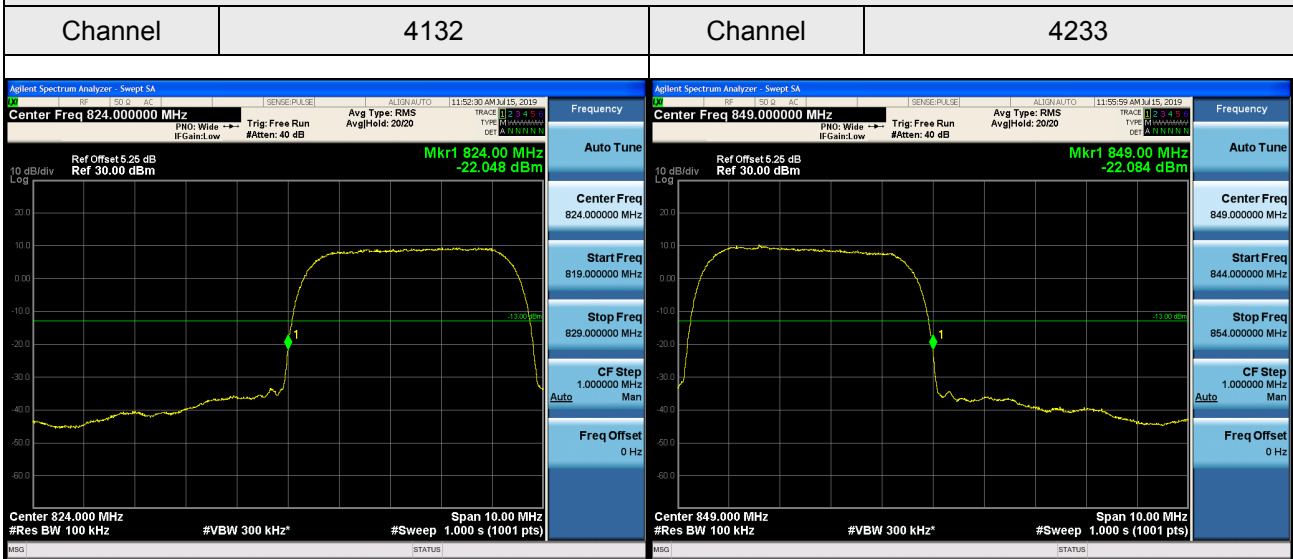 Channel 4132 Channel 4233
Agilent Spectrum Analyzer - Swept SA
RF 50 Ω AC SENSE:PULSE ALIGN AUTO 11:52:30 AM Jul 15, 2019
Center Freq 824.000000 MHz
PNO: Wide
IFGain:Low
Trig: Free Run
#Atten: 40 dB
Avg Type: RMS
Avg|Hold: 20/20
TRACE 1 2 3 4 5 6
TYPE M
DET A N N N N N
Ref Offset 5.25 dB
10 dB/div Ref 30.00 dBm
Log
Mkr1 824.00 MHz
-22.048 dBm
20.0
10.0
0.00
-10.0
-13.00 dBm
-20.0
1
-30.0
-40.0
-50.0
-60.0
Center 824.000 MHz Span 10.00 MHz
#Res BW 100 kHz #VBW 300 kHz* #Sweep 1.000 s (1001 pts)
MSG STATUS
Frequency
Auto Tune
Center Freq
824.000000 MHz
Start Freq
819.000000 MHz
Stop Freq
829.000000 MHz
CF Step
1.000000 MHz
Auto Man
Freq Offset
0 Hz
Agilent Spectrum Analyzer - Swept SA
RF 50 Ω AC SENSE:PULSE ALIGN AUTO 11:55:59 AM Jul 15, 2019
Center Freq 849.000000 MHz
PNO: Wide
IFGain:Low
Trig: Free Run
#Atten: 40 dB
Avg Type: RMS
Avg|Hold: 20/20
TRACE 1 2 3 4 5 6
TYPE M
DET A N N N N N
Ref Offset 5.25 dB
10 dB/div Ref 30.00 dBm
Log
Mkr1 849.00 MHz
-22.084 dBm
20.0
10.0
0.00
-10.0
-13.00 dBm
-20.0
1
-30.0
-40.0
-50.0
-60.0
Center 849.000 MHz Span 10.00 MHz
#Res BW 100 kHz #VBW 300 kHz* #Sweep 1.000 s (1001 pts)
MSG STATUS
Frequency
Auto Tune
Center Freq
849.000000 MHz
Start Freq
844.000000 MHz
Stop Freq
854.000000 MHz
CF Step
1.000000 MHz
Auto Man
Freq Offset
0 Hz